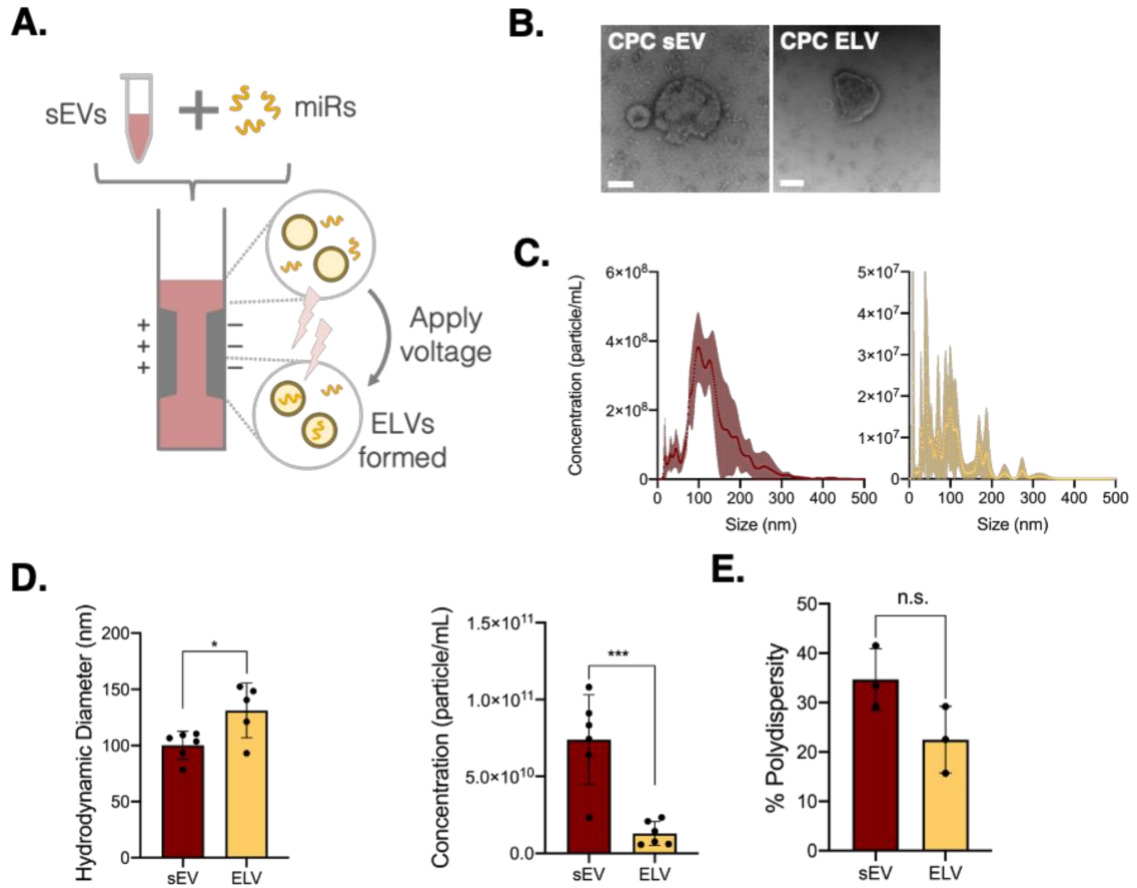 A.
sEVs
+
miRs
+
+
+
−
−
−
Apply
voltage
ELVs
formed
B.
CPC sEV
CPC ELV
C.
Concentration (particle/mL)
6×10⁸
4×10⁸
2×10⁸
0
0 100 200 300 400 500
Size (nm)
5×10⁷
4×10⁷
3×10⁷
2×10⁷
1×10⁷
0
0 100 200 300 400 500
Size (nm)
D.
Hydrodynamic Diameter (nm)
200
150
100
50
0
*
sEV ELV
Concentration (particle/mL)
1.5×10¹¹
1.0×10¹¹
5.0×10¹⁰
0.0
***
sEV ELV
E.
% Polydispersity
50
40
30
20
10
0
n.s.
sEV ELV